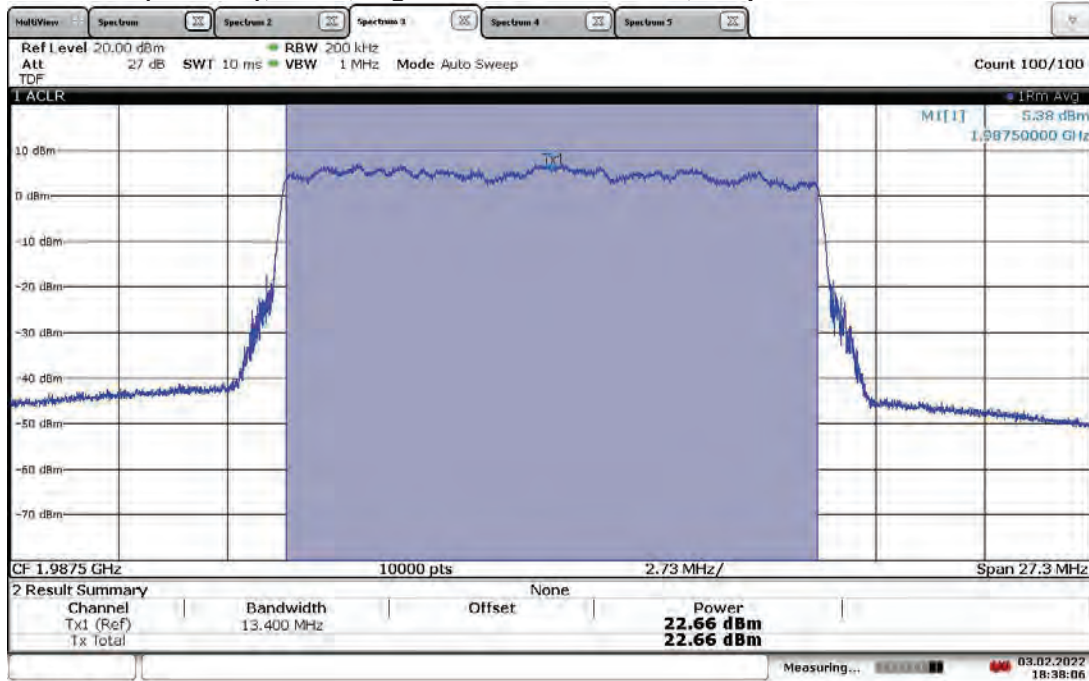 MultiView Spectrum Spectrum 2 Spectrum 3 Spectrum 4 Spectrum 5
Ref Level 20.00 dBm RBW 200 kHz
Att 27 dB SWT 10 ms VBW 1 MHz Mode Auto Sweep Count 100/100
TDF
1 ACLR 1Rm Avg
M1[1] 5.38 dBm
1.98750000 GHz
10 dBm
Tx1
0 dBm
-10 dBm
-20 dBm
-30 dBm
-40 dBm
-50 dBm
-60 dBm
-70 dBm
CF 1.9875 GHz 10000 pts 2.73 MHz/ Span 27.3 MHz
2 Result Summary None
Channel Bandwidth Offset Power
Tx1 (Ref) 13.400 MHz 22.66 dBm
Tx Total 22.66 dBm
Measuring... 03.02.2022
18:38:06